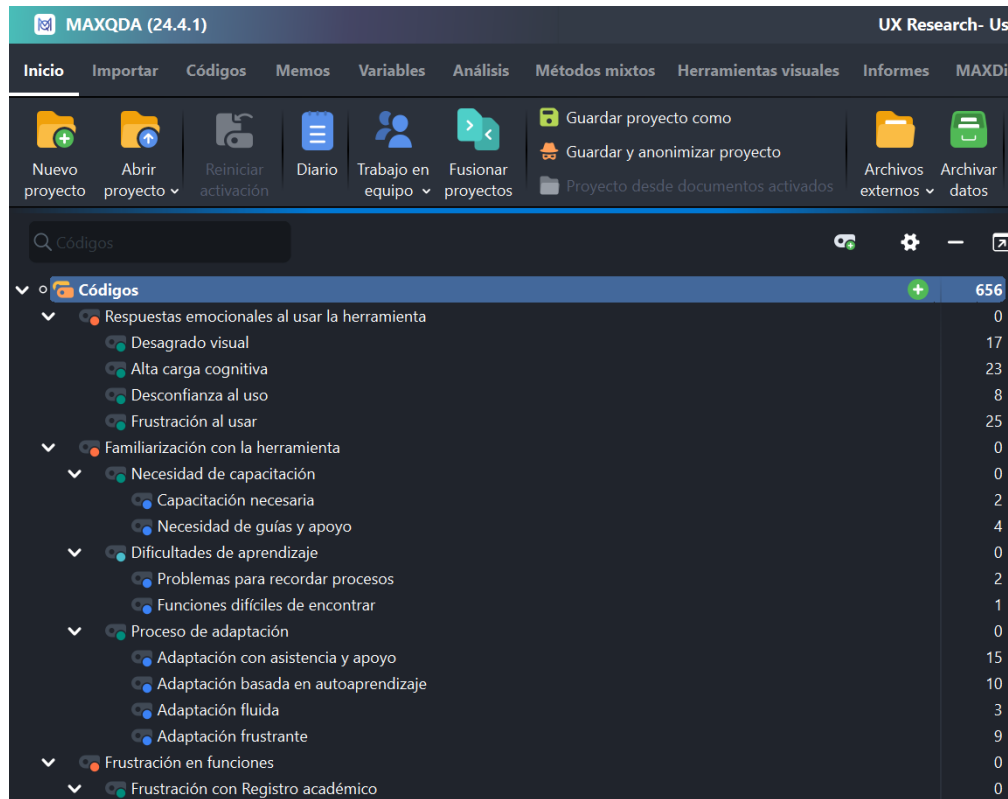 MAXQDA (24.4.1)
UX Research- Us
Inicio Importar Códigos Memos Variables Análisis Métodos mixtos Herramientas visuales Informes MAXDi
Nuevo proyecto
Abrir proyecto
Reiniciar activación
Diario
Trabajo en equipo
Fusionar proyectos
Guardar proyecto como
Guardar y anonimizar proyecto
Proyecto desde documentos activados
Archivos externos
Archivar datos
Códigos
Códigos 656
Respuestas emocionales al usar la herramienta 0
Desagrado visual 17
Alta carga cognitiva 23
Desconfianza al uso 8
Frustración al usar 25
Familiarización con la herramienta 0
Necesidad de capacitación 0
Capacitación necesaria 2
Necesidad de guías y apoyo 4
Dificultades de aprendizaje 0
Problemas para recordar procesos 2
Funciones difíciles de encontrar 1
Proceso de adaptación 0
Adaptación con asistencia y apoyo 15
Adaptación basada en autoaprendizaje 10
Adaptación fluida 3
Adaptación frustrante 9
Frustración en funciones 0
Frustración con Registro académico 0